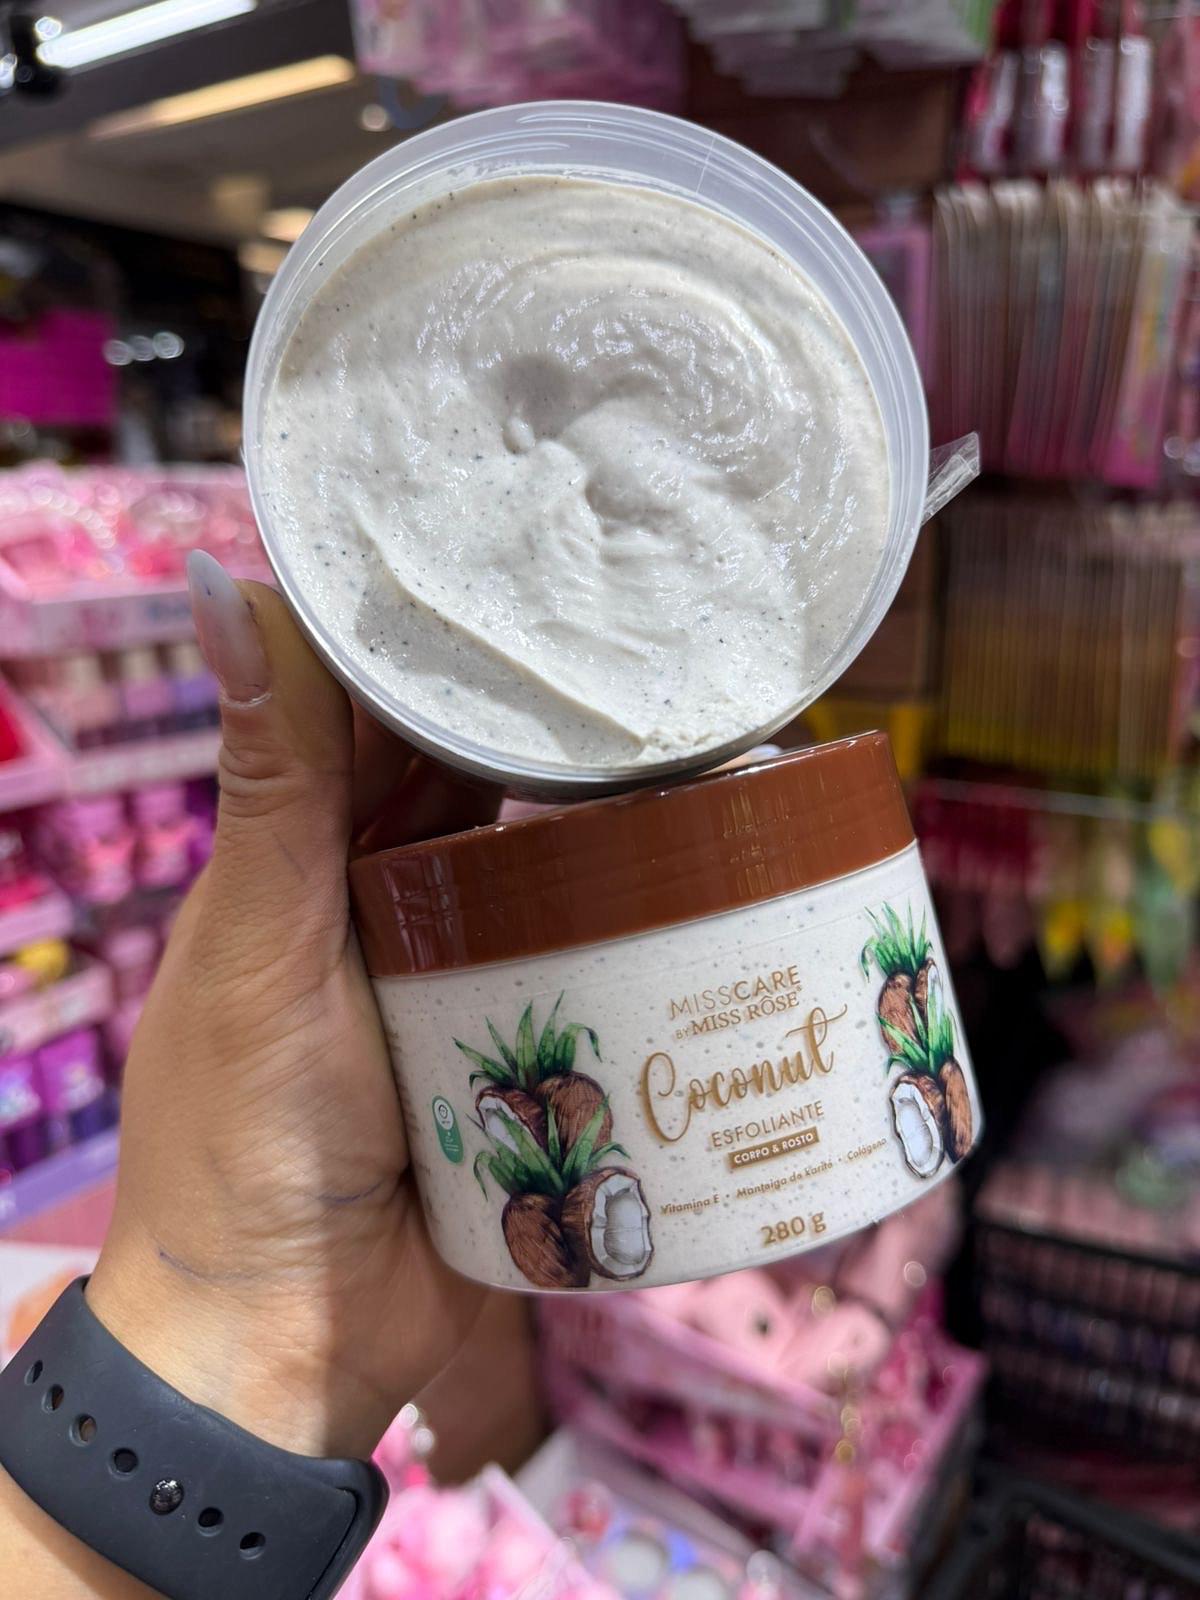 MISSCARE
BY MISS RÔSE®
Coconut
ESFOLIANTE
CORPO & ROSTO
Vitamina E • Manteiga de Karité • Colágeno
280 g